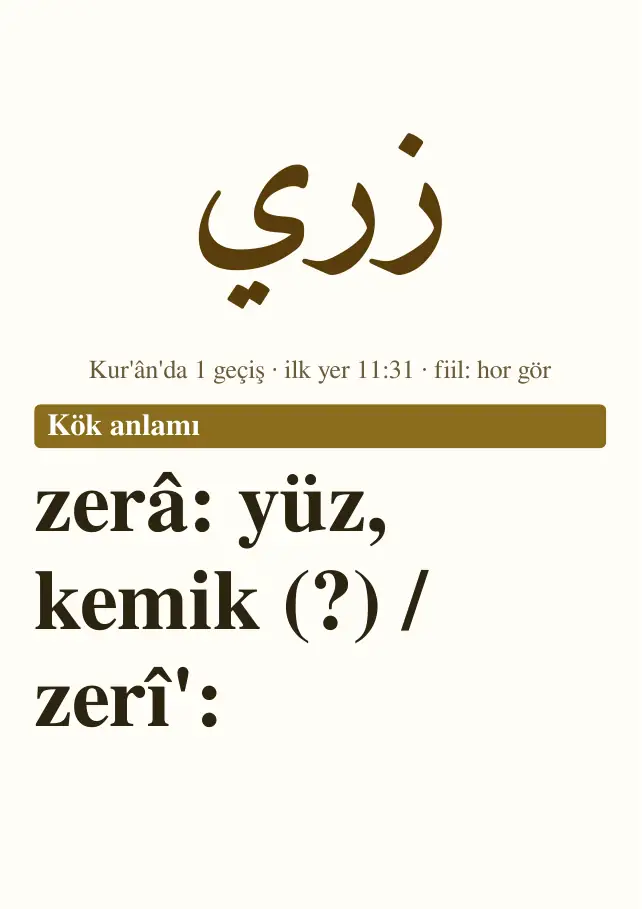 زري
Kur'ân'da 1 geçiş · ilk yer 11:31 · fiil: hor gör
Kök anlamı
zerâ: yüz,
kemik (?) /
zerî':